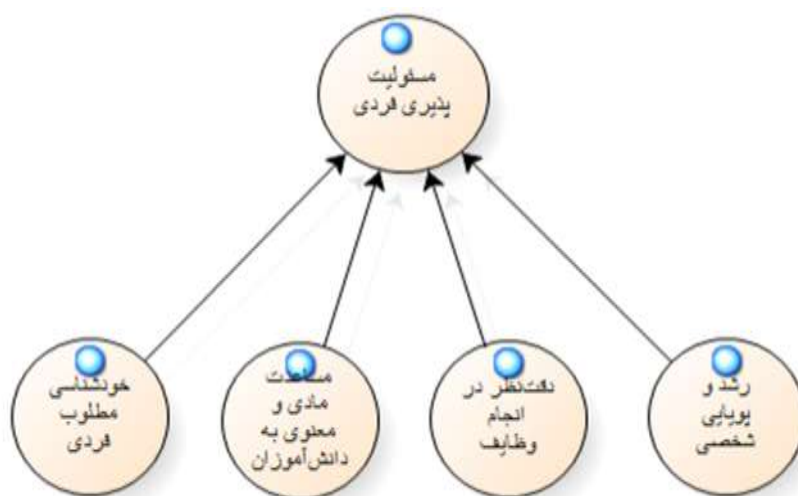 مسئولیت
پذیری فردی
خودشناسی
مطلوب
فردی
مساعدت
مادی و
معنوی به
دانش‌آموزان
دقت‌نظر در
انجام
وظایف
رشد و
پویایی
شخصی